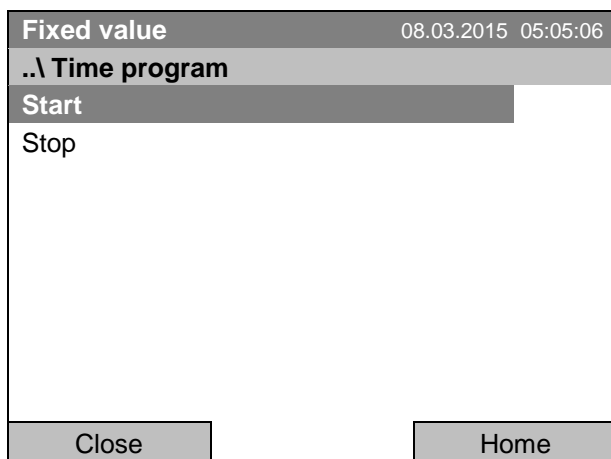 Fixed value 08.03.2015 05:05:06
..\ Time program
Start
Stop
Close Home